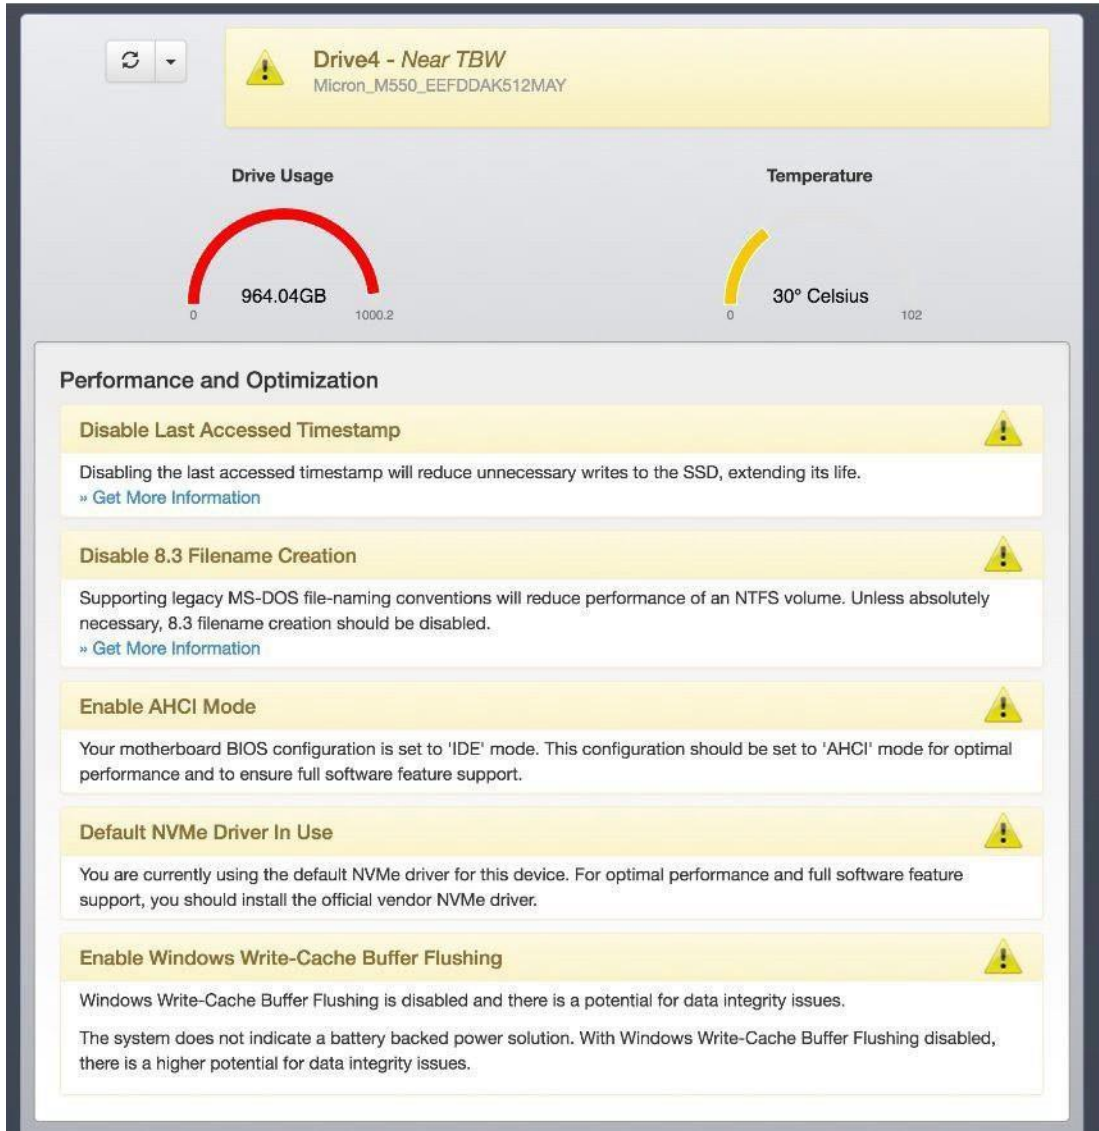 Drive4 - Near TBW
Micron_M550_EEFDDAK512MAY
Drive Usage
Temperature
964.04GB
0
1000.2
30° Celsius
0
102
Performance and Optimization
Disable Last Accessed Timestamp
Disabling the last accessed timestamp will reduce unnecessary writes to the SSD, extending its life.
» Get More Information
Disable 8.3 Filename Creation
Supporting legacy MS-DOS file-naming conventions will reduce performance of an NTFS volume. Unless absolutely
necessary, 8.3 filename creation should be disabled.
» Get More Information
Enable AHCI Mode
Your motherboard BIOS configuration is set to 'IDE' mode. This configuration should be set to 'AHCI' mode for optimal
performance and to ensure full software feature support.
Default NVMe Driver In Use
You are currently using the default NVMe driver for this device. For optimal performance and full software feature
support, you should install the official vendor NVMe driver.
Enable Windows Write-Cache Buffer Flushing
Windows Write-Cache Buffer Flushing is disabled and there is a potential for data integrity issues.
The system does not indicate a battery backed power solution. With Windows Write-Cache Buffer Flushing disabled,
there is a higher potential for data integrity issues.